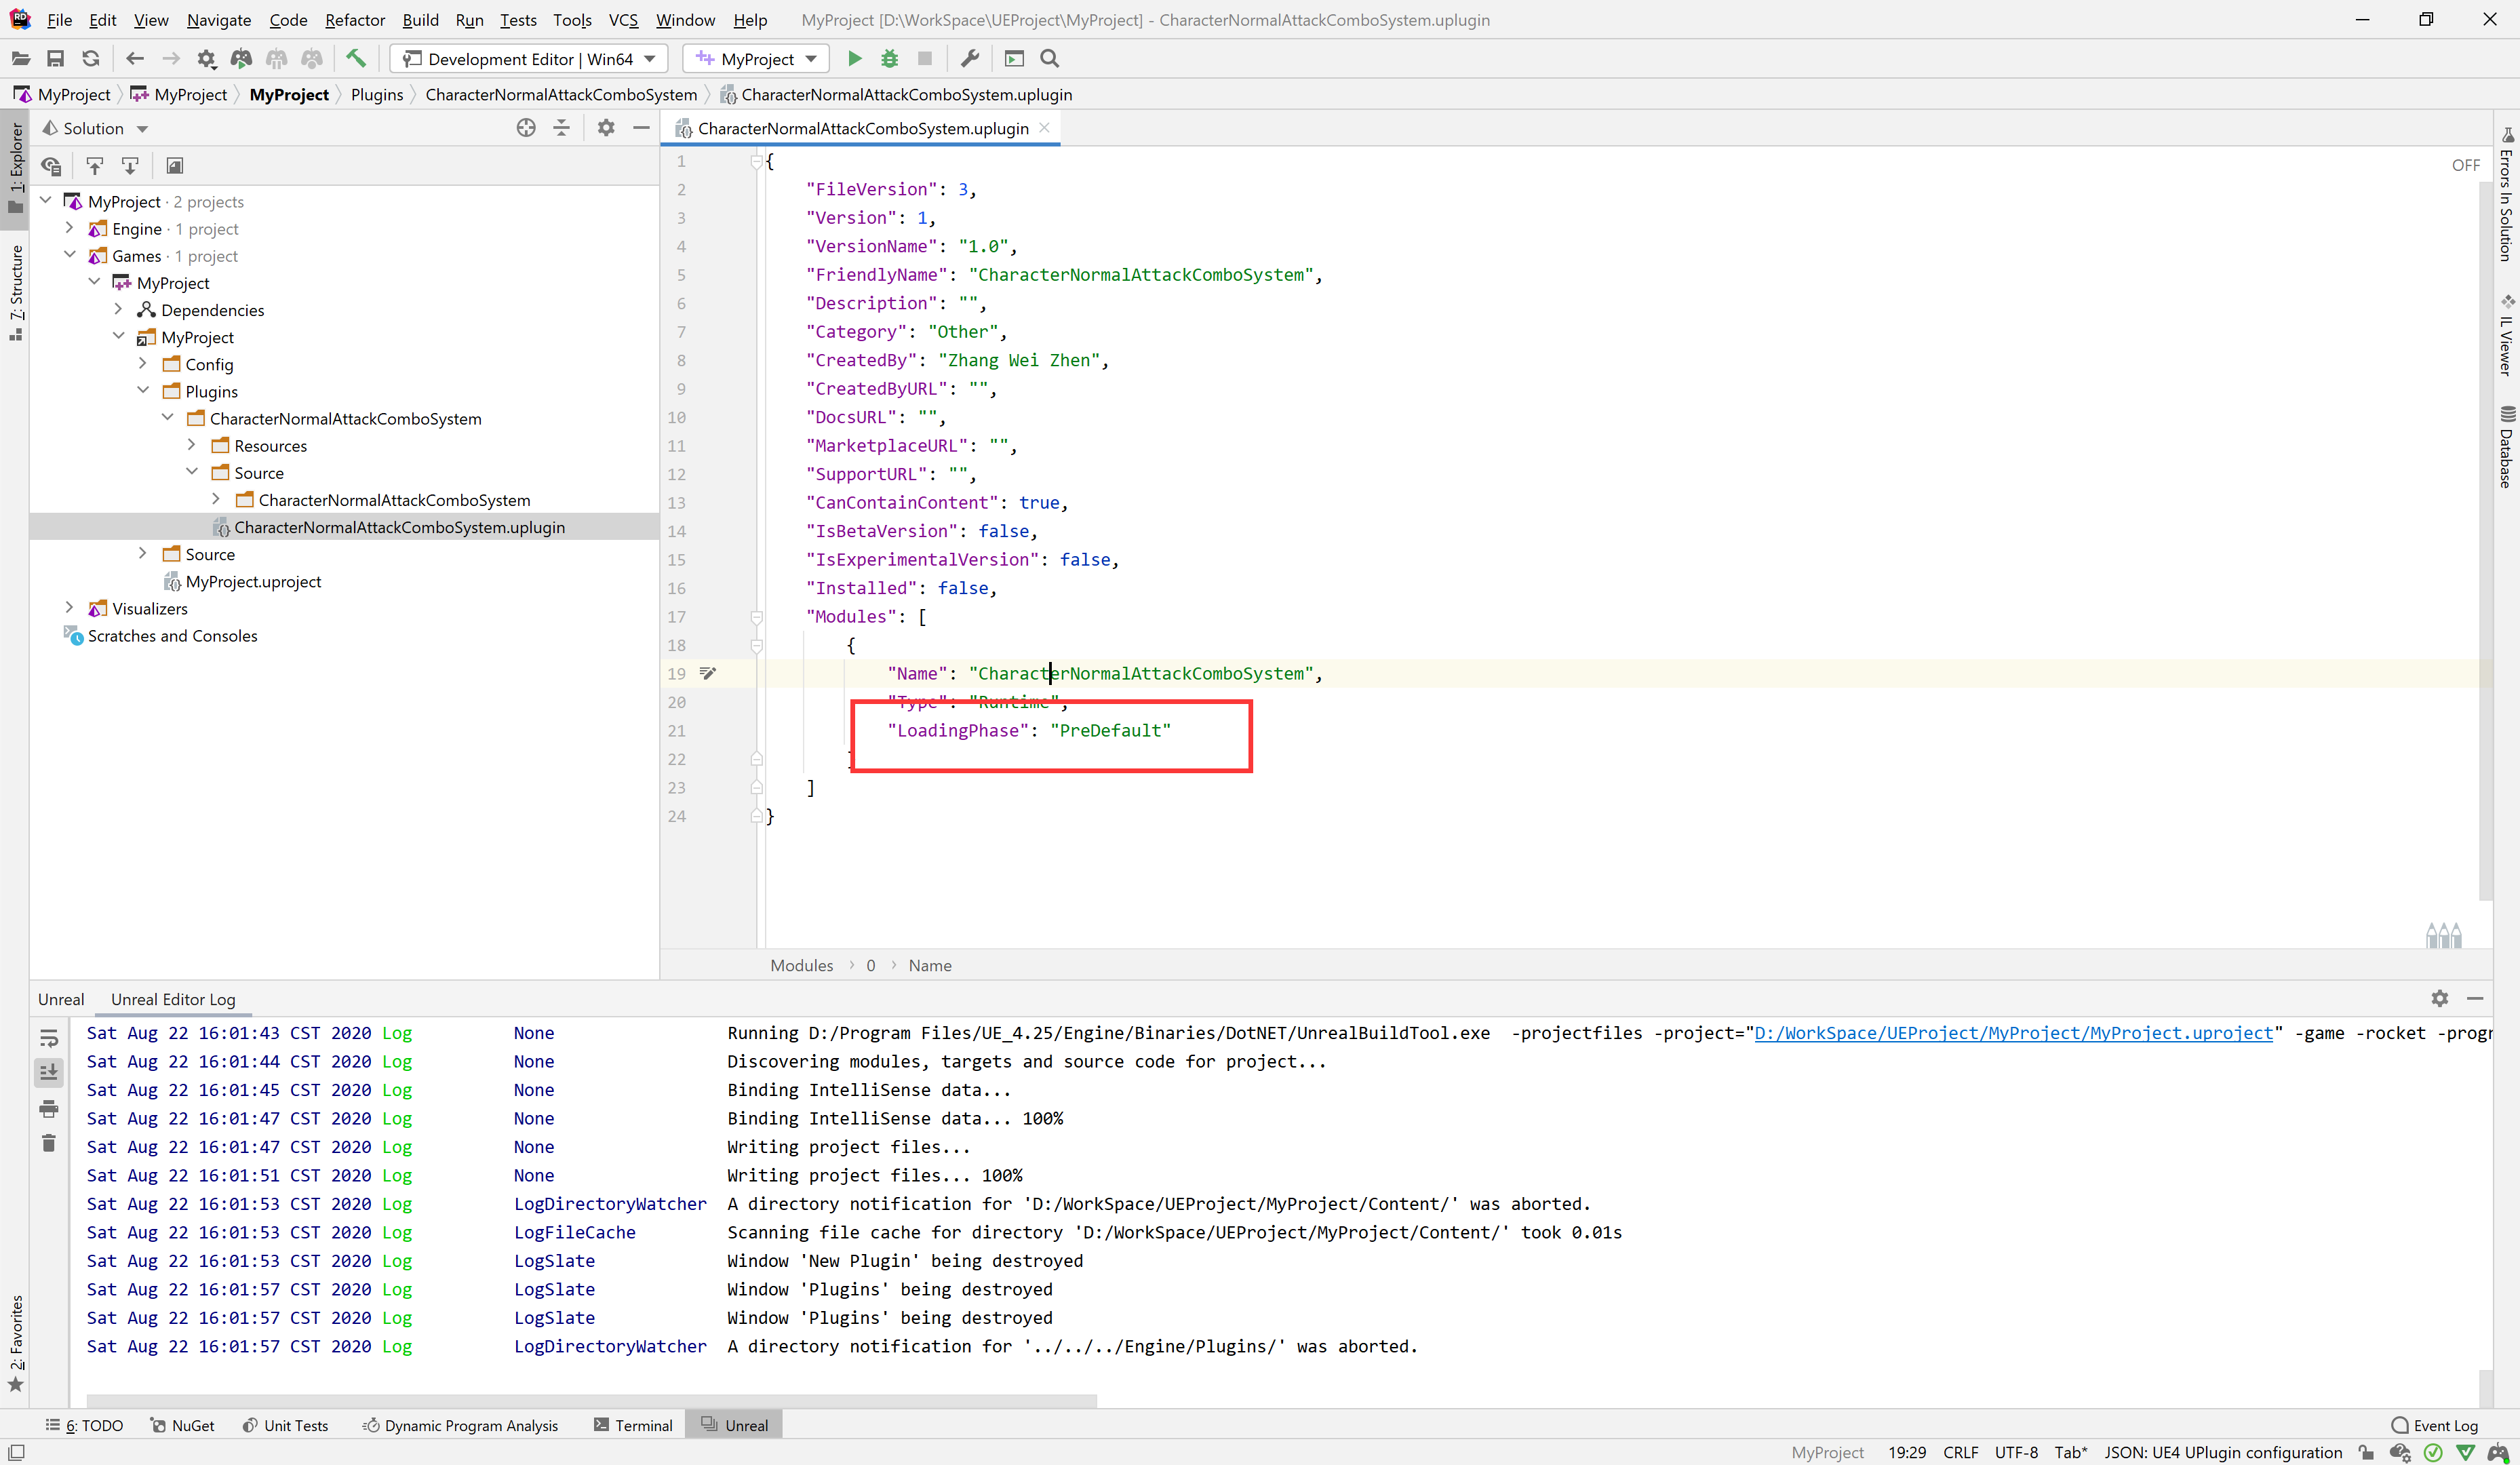 File Edit View Navigate Code Refactor Build Run Tests Tools VCS Window Help MyProject [D:\WorkSpace\UEProject\MyProject] - CharacterNormalAttackComboSystem.uplugin
Development Editor | Win64 MyProject
MyProject MyProject MyProject Plugins CharacterNormalAttackComboSystem CharacterNormalAttackComboSystem.uplugin
1: Explorer
7: Structure
2: Favorites
Solution
MyProject · 2 projects
Engine · 1 project
Games · 1 project
MyProject
Dependencies
MyProject
Config
Plugins
CharacterNormalAttackComboSystem
Resources
Source
CharacterNormalAttackComboSystem
CharacterNormalAttackComboSystem.uplugin
Source
MyProject.uproject
Visualizers
Scratches and Consoles
CharacterNormalAttackComboSystem.uplugin
OFF
1 {
2 "FileVersion": 3,
3 "Version": 1,
4 "VersionName": "1.0",
5 "FriendlyName": "CharacterNormalAttackComboSystem",
6 "Description": "",
7 "Category": "Other",
8 "CreatedBy": "Zhang Wei Zhen",
9 "CreatedByURL": "",
10 "DocsURL": "",
11 "MarketplaceURL": "",
12 "SupportURL": "",
13 "CanContainContent": true,
14 "IsBetaVersion": false,
15 "IsExperimentalVersion": false,
16 "Installed": false,
17 "Modules": [
18 {
19 "Name": "CharacterNormalAttackComboSystem",
20 "Type": "Runtime",
21 "LoadingPhase": "PreDefault"
22 }
23 ]
24 }
Modules 0 Name
Errors In Solution
IL Viewer
Database
Unreal Unreal Editor Log
Sat Aug 22 16:01:43 CST 2020 Log None Running D:/Program Files/UE_4.25/Engine/Binaries/DotNET/UnrealBuildTool.exe -projectfiles -project="D:/WorkSpace/UEProject/MyProject/MyProject.uproject" -game -rocket -progr
Sat Aug 22 16:01:44 CST 2020 Log None Discovering modules, targets and source code for project...
Sat Aug 22 16:01:45 CST 2020 Log None Binding IntelliSense data...
Sat Aug 22 16:01:47 CST 2020 Log None Binding IntelliSense data... 100%
Sat Aug 22 16:01:47 CST 2020 Log None Writing project files...
Sat Aug 22 16:01:51 CST 2020 Log None Writing project files... 100%
Sat Aug 22 16:01:53 CST 2020 Log LogDirectoryWatcher A directory notification for 'D:/WorkSpace/UEProject/MyProject/Content/' was aborted.
Sat Aug 22 16:01:53 CST 2020 Log LogFileCache Scanning file cache for directory 'D:/WorkSpace/UEProject/MyProject/Content/' took 0.01s
Sat Aug 22 16:01:53 CST 2020 Log LogSlate Window 'New Plugin' being destroyed
Sat Aug 22 16:01:57 CST 2020 Log LogSlate Window 'Plugins' being destroyed
Sat Aug 22 16:01:57 CST 2020 Log LogSlate Window 'Plugins' being destroyed
Sat Aug 22 16:01:57 CST 2020 Log LogDirectoryWatcher A directory notification for '../../../Engine/Plugins/' was aborted.
6: TODO NuGet Unit Tests Dynamic Program Analysis Terminal Unreal Event Log
MyProject 19:29 CRLF UTF-8 Tab* JSON: UE4 UPlugin configuration